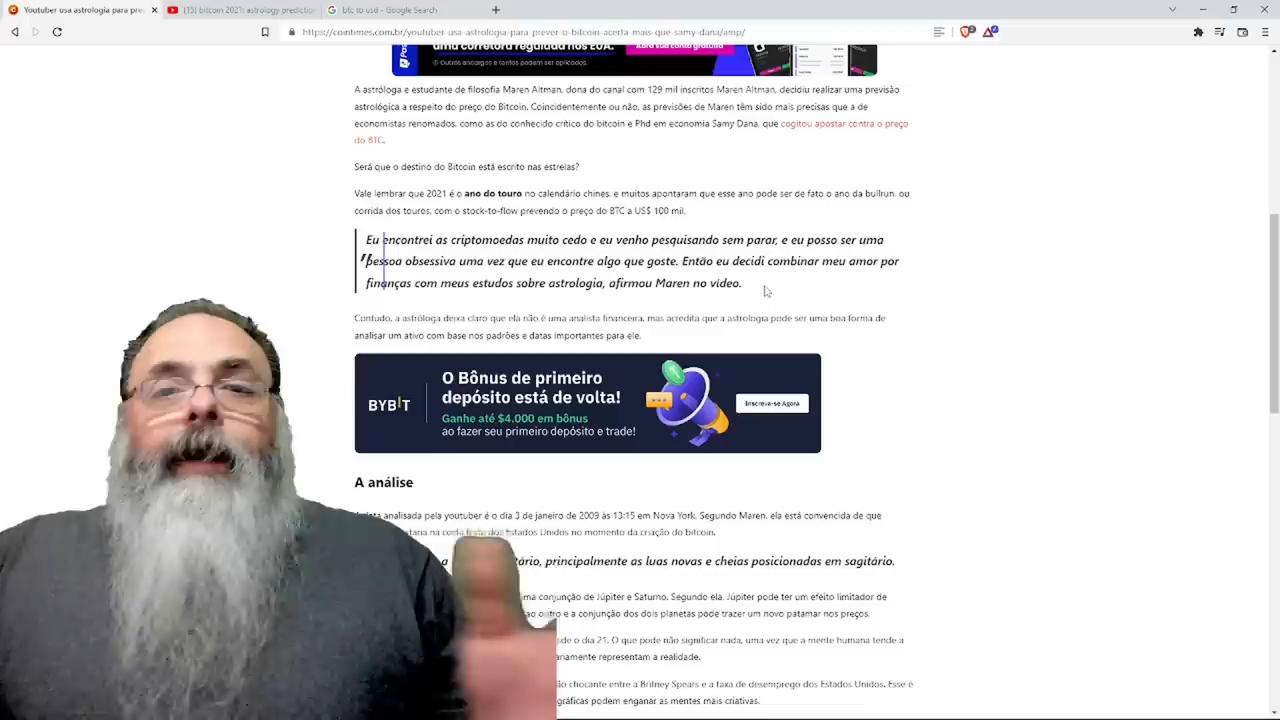 Youtuber usa astrologia para pre
(15) bitcoin 2021: astrology prediction
btc to usd - Google Search
https://cointimes.com.br/youtuber-usa-astrologia-para-prever-o-bitcoin-acerta-mais-que-samy-dana/amp/
uma corretora regulada nos EUA.
Abra sua conta gratuita
Outros encargos e tarifas podem ser aplicados.
A astróloga e estudante de filosofia Maren Altman, dona do canal com 129 mil inscritos Maren Altman, decidiu realizar uma previsão
astrológica a respeito do preço do Bitcoin. Coincidentemente ou não, as previsões de Maren têm sido mais precisas que a de
economistas renomados, como as do conhecido crítico do bitcoin e Phd em economia Samy Dana, que cogitou apostar contra o preço
do BTC.
Será que o destino do Bitcoin está escrito nas estrelas?
Vale lembrar que 2021 é o ano do touro no calendário chines, e muitos apontaram que esse ano pode ser de fato o ano da bullrun, ou
corrida dos touros, com o stock-to-flow prevendo o preço do BTC a US$ 100 mil.
Eu encontrei as criptomoedas muito cedo e eu venho pesquisando sem parar, e eu posso ser uma
pessoa obsessiva uma vez que eu encontre algo que goste. Então eu decidi combinar meu amor por
finanças com meus estudos sobre astrologia, afirmou Maren no vídeo.
Contudo, a astróloga deixa claro que ela não é uma analista financeira, mas acredita que a astrologia pode ser uma boa forma de
analisar um ativo com base nos padrões e datas importantes para ele.
BYBIT
O Bônus de primeiro
depósito está de volta!
Ganhe até $4.000 em bônus
ao fazer seu primeiro depósito e trade!
Inscreva-se Agora
A análise
analisada pela youtuber é o dia 3 de janeiro de 2009 às 13:15 em Nova York. Segundo Maren, ela está convencida de que
estaria na costa Estados Unidos no momento da criação do bitcoin.
principalmente as luas novas e cheias posicionadas em sagitário.
uma conjunção de Júpiter e Saturno. Segundo ela, Júpiter pode ter um efeito limitador de
outro e a conjunção dos dois planetas pode trazer um novo patamar nos preços.
o dia 21. O que pode não significar nada, uma vez que a mente humana tende a
representam a realidade.
chocante entre a Britney Spears e a taxa de desemprego dos Estados Unidos. Esse é
gráficas podem enganar as mentes mais criativas.